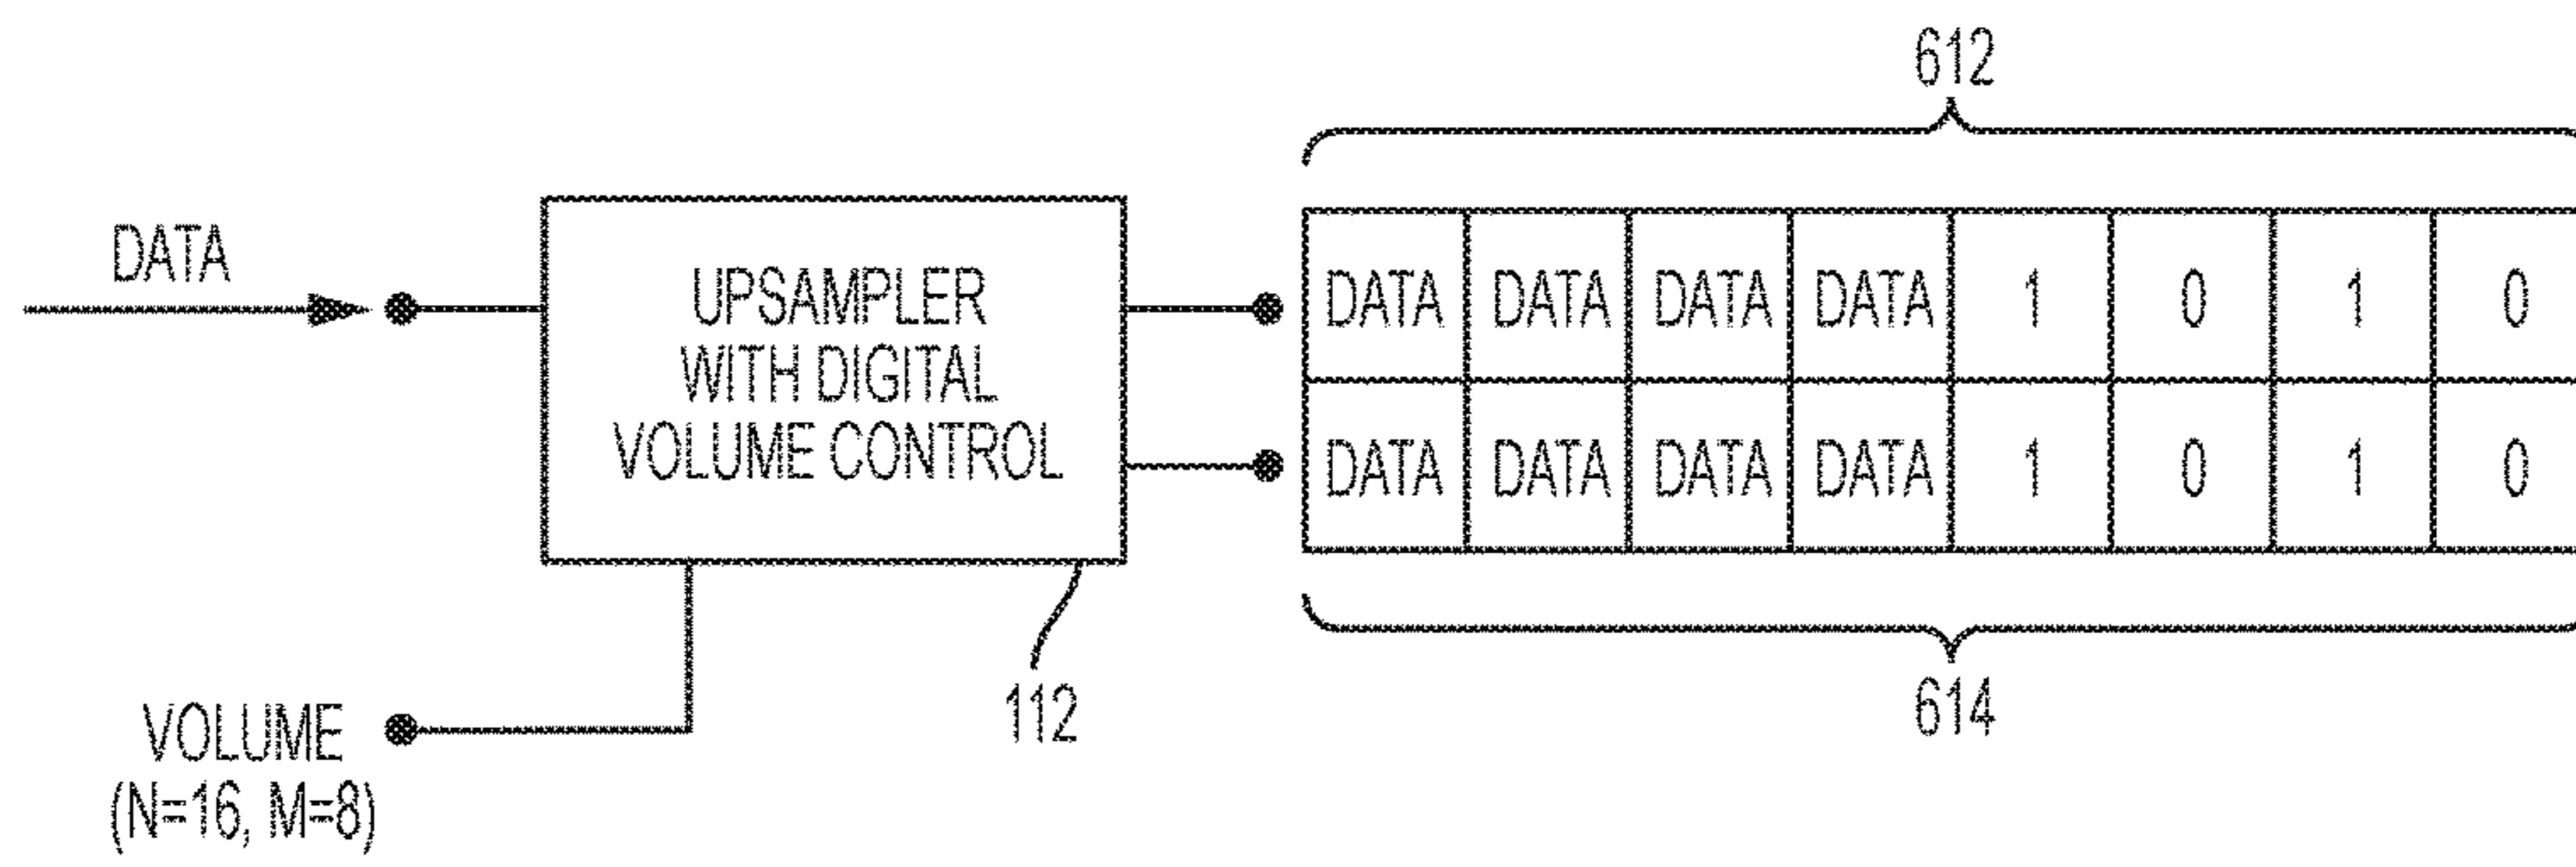 612
DATA
UPSAMPLER
WITH DIGITAL
VOLUME CONTROL
DATA DATA DATA DATA 1 0 1 0
DATA DATA DATA DATA 1 0 1 0
112
614
VOLUME
(N=16, M=8)